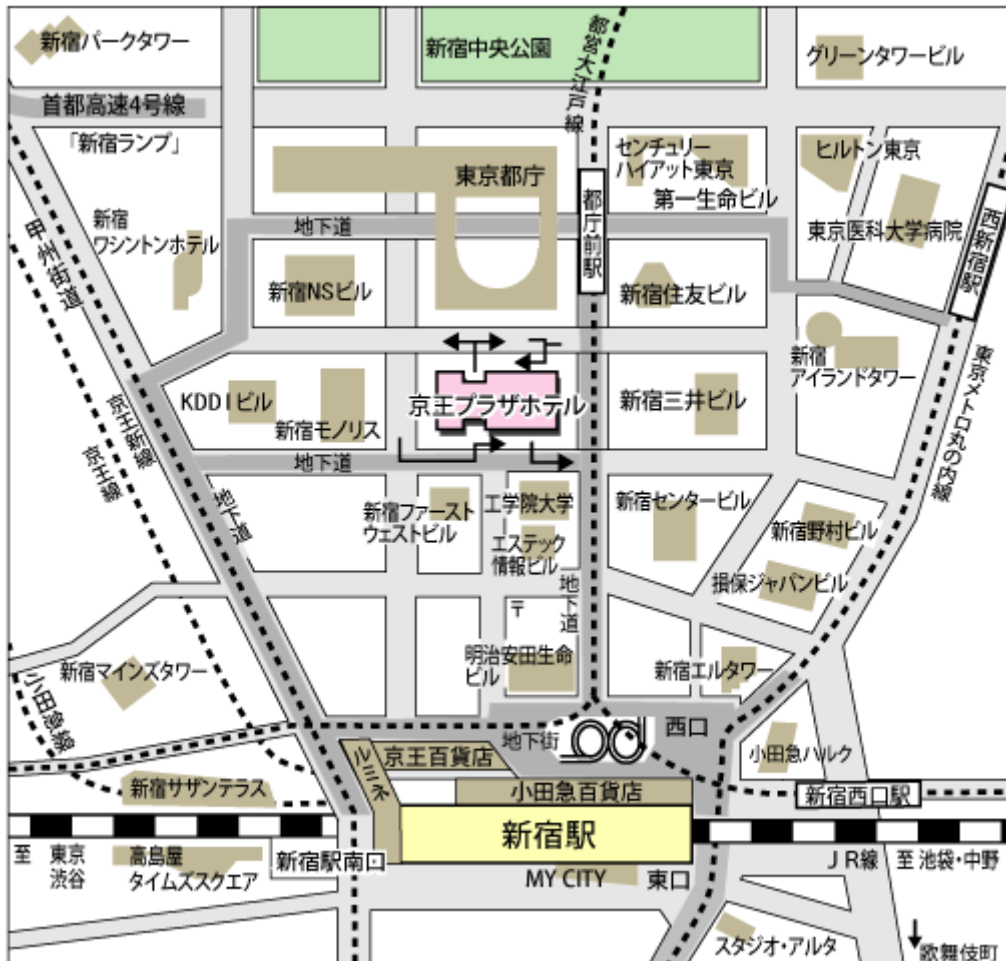 新宿パークタワー
新宿中央公園
都営大江戸線
グリーンタワービル
首都高速4号線
「新宿ランプ」
センチュリー
ハイアット東京
ヒルトン東京
東京都庁
第一生命ビル
都庁前駅
東京医科大学病院
西新宿駅
新宿
ワシントンホテル
地下道
甲州街道
新宿NSビル
新宿住友ビル
新宿
アイランドタワー
東京メトロ丸の内線
KDDIビル
新宿モノリス
京王プラザホテル
新宿三井ビル
京王新線
京王線
地下道
地下道
新宿ファースト
ウェストビル
工学院大学
エステック
情報ビル
新宿センタービル
新宿野村ビル
損保ジャパンビル
地下道
〒
明治安田生命
ビル
新宿エルタワー
新宿マインズタワー
小田急線
地下街
西口
小田急ハルク
ルミネ
京王百貨店
新宿サザンテラス
小田急百貨店
新宿西口駅
新宿駅
至 東京
渋谷
高島屋
タイムズスクエア
新宿駅南口
MY CITY
東口
JR線
至 池袋・中野
スタジオ・アルタ
歌舞伎町